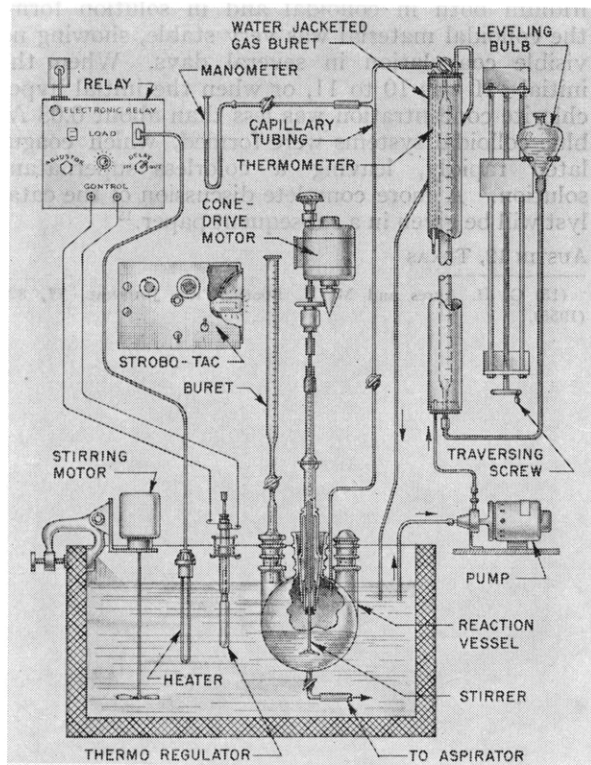 WATER JACKETED
GAS BURET
LEVELING
BULB
RELAY
MANOMETER
ELECTRONIC RELAY
LOAD
CONTROL
CAPILLARY
TUBING
THERMOMETER
CONE-
DRIVE
MOTOR
STROBO-TAC
BURET
TRAVERSING
SCREW
STIRRING
MOTOR
PUMP
REACTION
VESSEL
HEATER
STIRRER
THERMO REGULATOR
TO ASPIRATOR